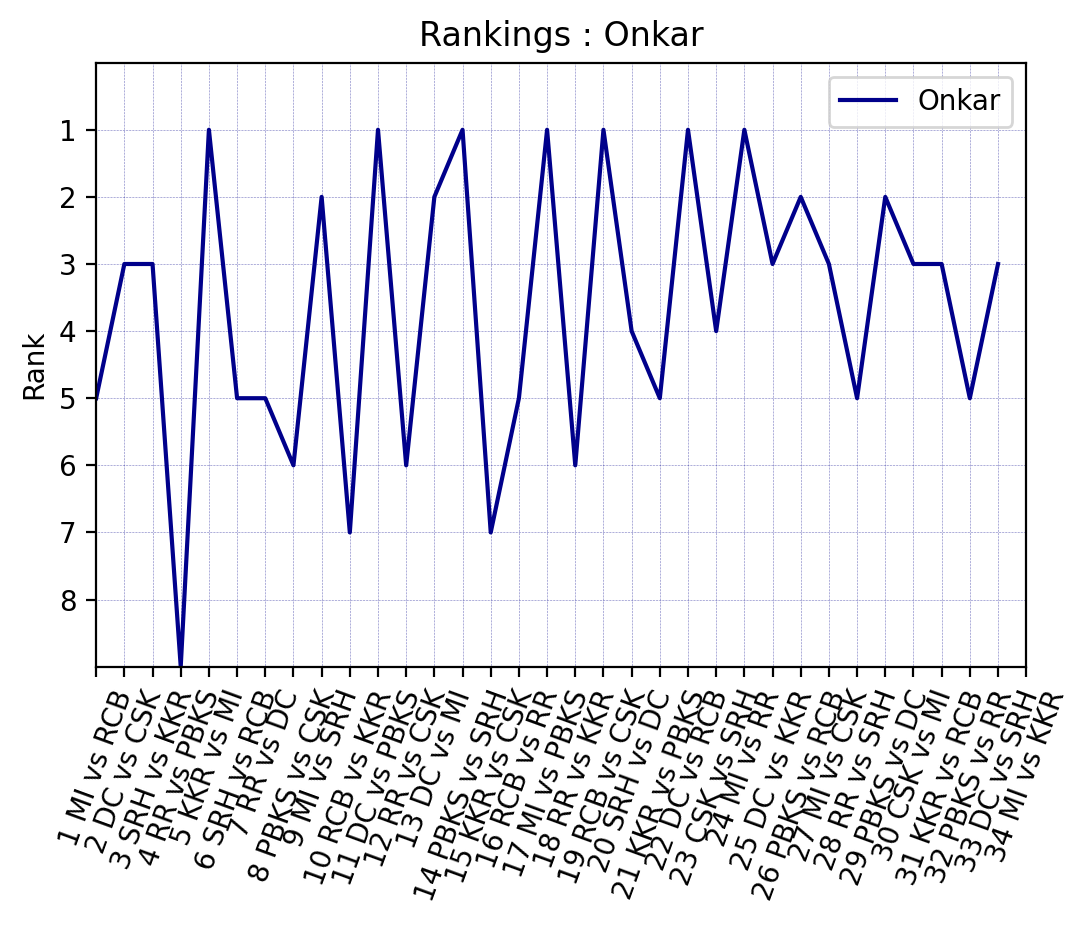 Rankings : Onkar
Onkar
Rank
1
2
3
4
5
6
7
8
1 MI vs RCB
2 DC vs CSK
3 SRH vs KKR
4 RR vs PBKS
5 KKR vs MI
6 SRH vs RCB
7 RR vs DC
8 PBKS vs CSK
9 MI vs SRH
10 RCB vs KKR
11 DC vs PBKS
12 RR vs CSK
13 DC vs MI
14 PBKS vs SRH
15 KKR vs CSK
16 RCB vs RR
17 MI vs PBKS
18 RR vs KKR
19 RCB vs CSK
20 SRH vs DC
21 KKR vs PBKS
22 DC vs RCB
23 CSK vs SRH
24 MI vs RR
25 DC vs KKR
26 PBKS vs RCB
27 MI vs CSK
28 RR vs SRH
29 PBKS vs DC
30 CSK vs MI
31 KKR vs RCB
32 PBKS vs RR
33 DC vs SRH
34 MI vs KKR